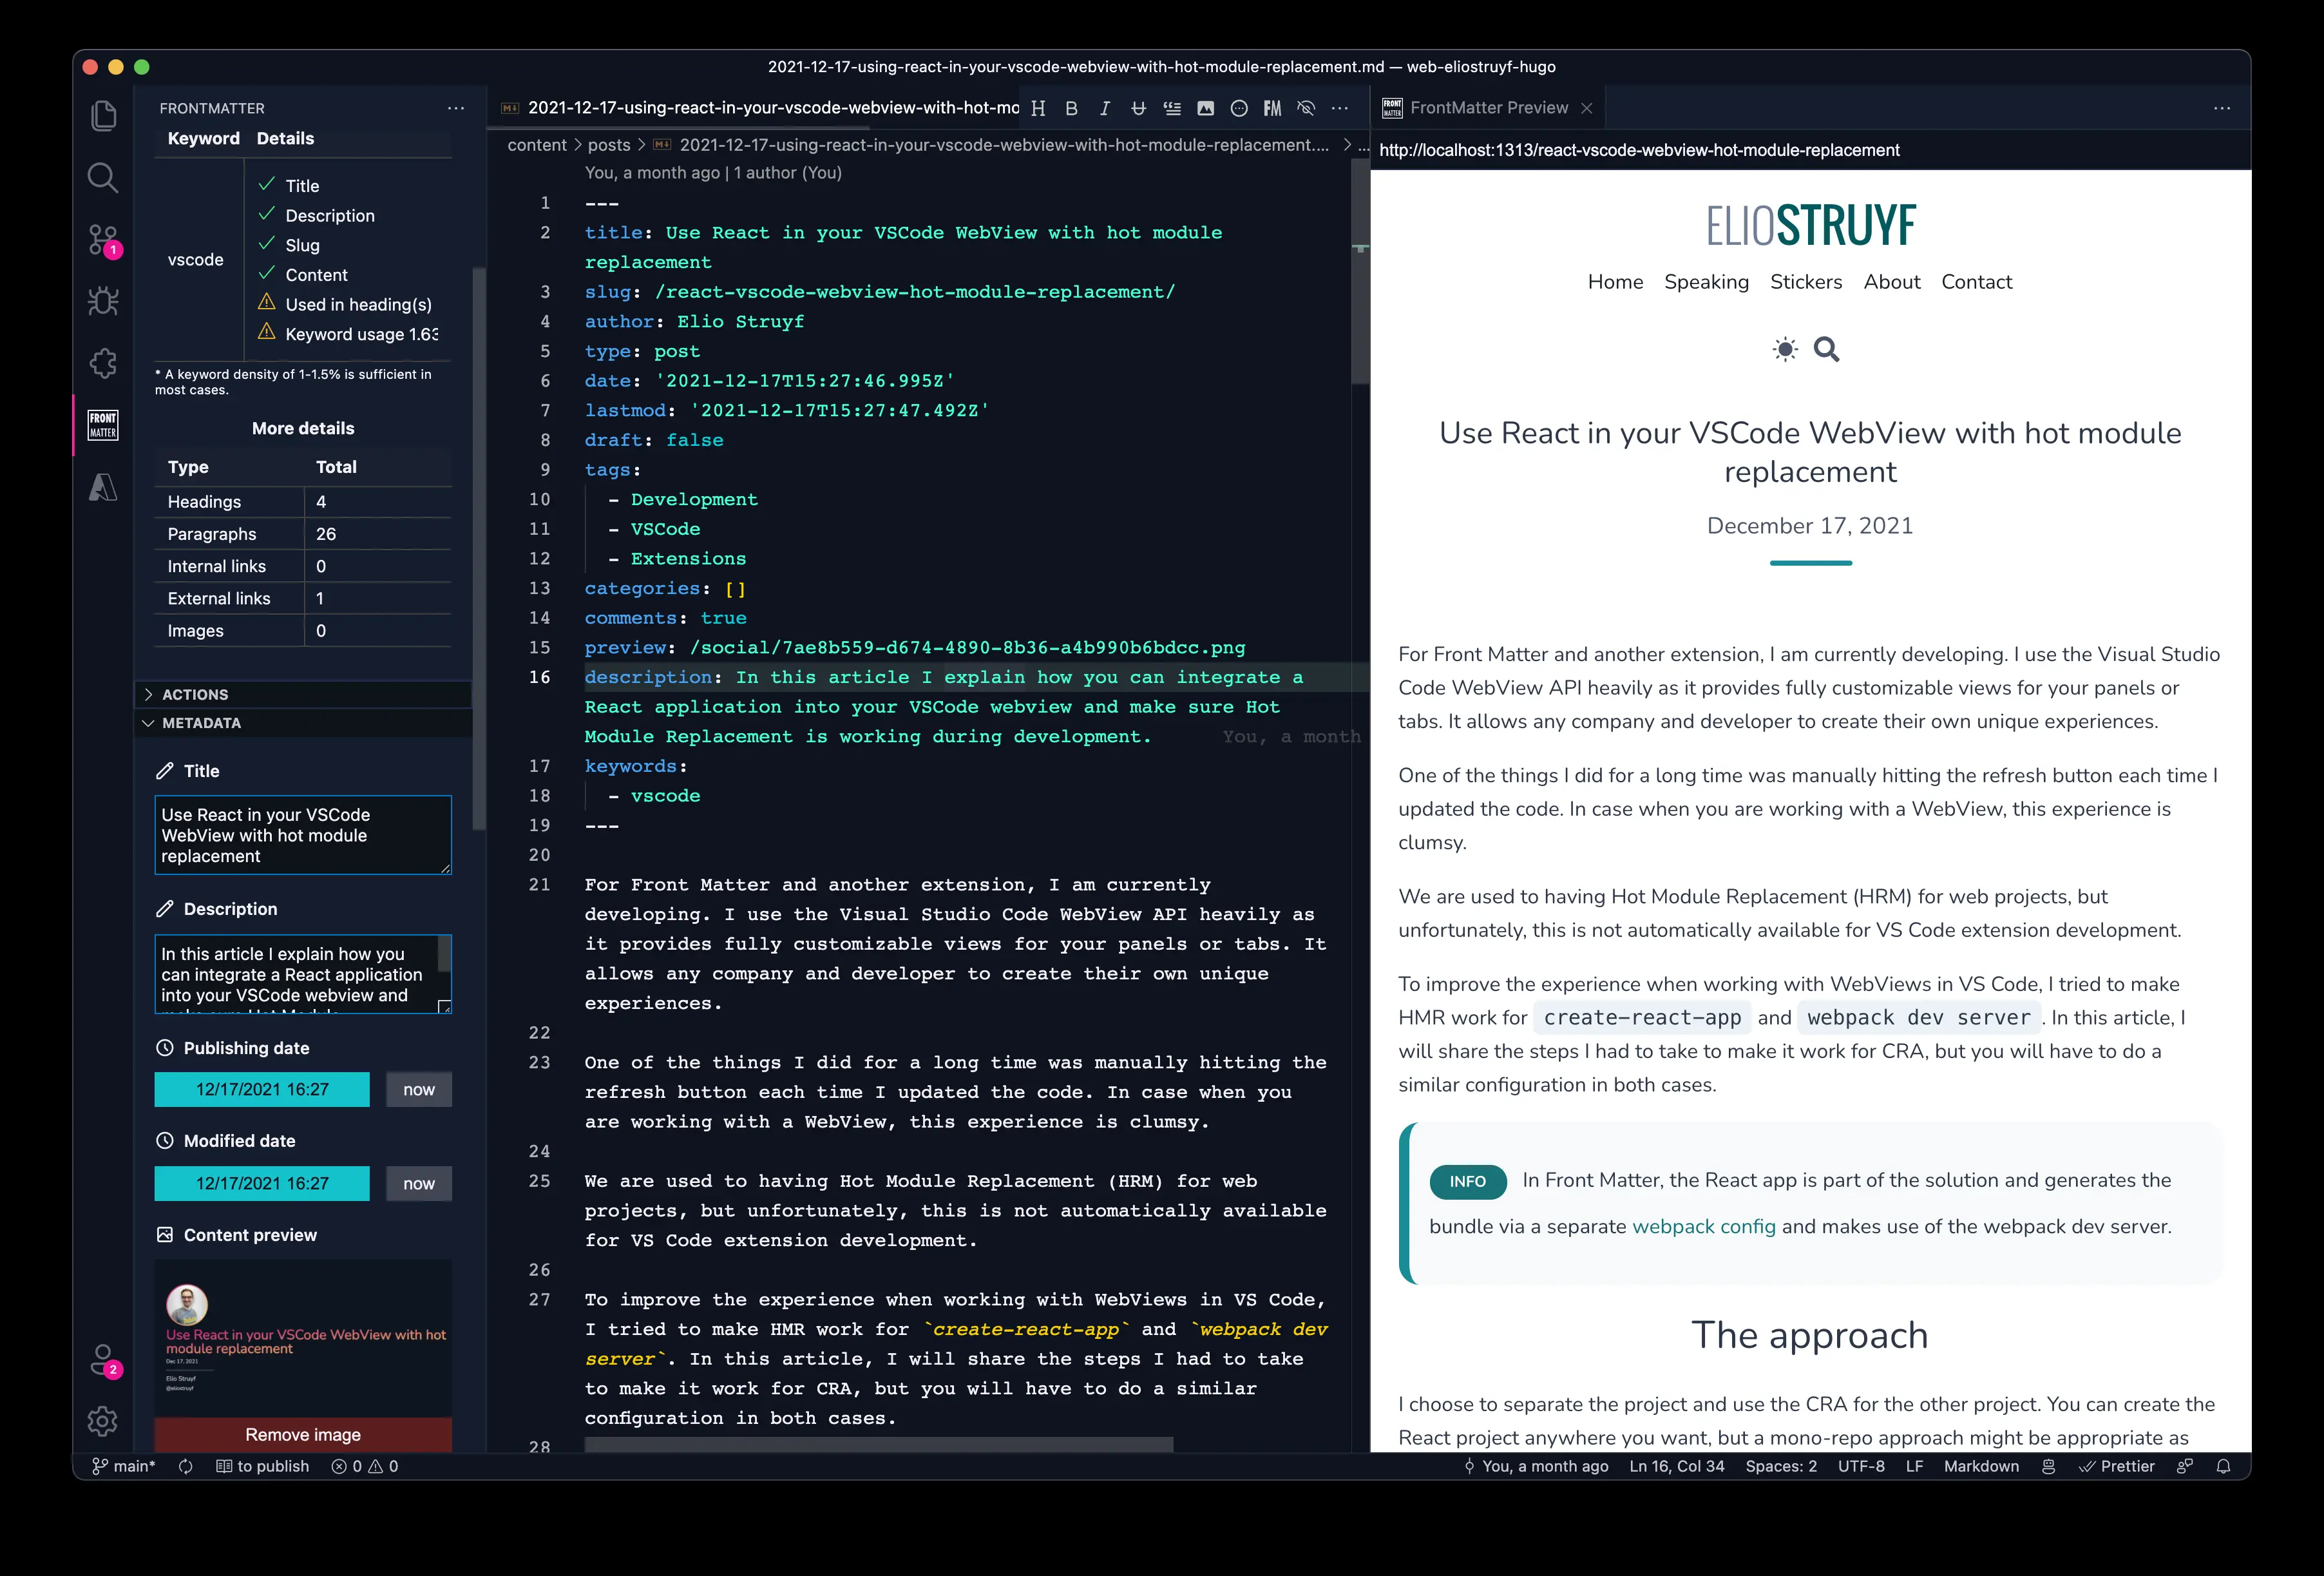 2021-12-17-using-react-in-your-vscode-webview-with-hot-module-replacement.md — web-eliostruyf-hugo
FRONTMATTER
Keyword Details
vscode
Title
Description
Slug
Content
Used in heading(s)
Keyword usage 1.63
* A keyword density of 1-1.5% is sufficient in
most cases.
More details
Type Total
Headings 4
Paragraphs 26
Internal links 0
External links 1
Images 0
ACTIONS
METADATA
Title
Use React in your VSCode
WebView with hot module
replacement
Description
In this article I explain how you
can integrate a React application
into your VSCode webview and
make sure Hot Module
Publishing date
12/17/2021 16:27 now
Modified date
12/17/2021 16:27 now
Content preview
Use React in your VSCode WebView with hot
module replacement
Dec 17, 2021
Elio Struyf
@eliostruyf
Remove image
1
2
FRONT
MATTER
2021-12-17-using-react-in-your-vscode-webview-with-hot-mo
H B I FM
content > posts > 2021-12-17-using-react-in-your-vscode-webview-with-hot-module-replacement.... > ...
You, a month ago | 1 author (You)
1 ---
2 title: Use React in your VSCode WebView with hot module
replacement
3 slug: /react-vscode-webview-hot-module-replacement/
4 author: Elio Struyf
5 type: post
6 date: '2021-12-17T15:27:46.995Z'
7 lastmod: '2021-12-17T15:27:47.492Z'
8 draft: false
9 tags:
10 - Development
11 - VSCode
12 - Extensions
13 categories: []
14 comments: true
15 preview: /social/7ae8b559-d674-4890-8b36-a4b990b6bdcc.png
16 description: In this article I explain how you can integrate a
React application into your VSCode webview and make sure Hot
Module Replacement is working during development. You, a month
17 keywords:
18 - vscode
19 ---
20
21 For Front Matter and another extension, I am currently
developing. I use the Visual Studio Code WebView API heavily as
it provides fully customizable views for your panels or tabs. It
allows any company and developer to create their own unique
experiences.
22
23 One of the things I did for a long time was manually hitting the
refresh button each time I updated the code. In case when you
are working with a WebView, this experience is clumsy.
24
25 We are used to having Hot Module Replacement (HRM) for web
projects, but unfortunately, this is not automatically available
for VS Code extension development.
26
27 To improve the experience when working with WebViews in VS Code,
I tried to make HMR work for `create-react-app` and `webpack dev
server`. In this article, I will share the steps I had to take
to make it work for CRA, but you will have to do a similar
configuration in both cases.
28
FRONT
MATTER
FrontMatter Preview
http://localhost:1313/react-vscode-webview-hot-module-replacement
ELIOSTRUYF
Home Speaking Stickers About Contact
Use React in your VSCode WebView with hot module
replacement
December 17, 2021
For Front Matter and another extension, I am currently developing. I use the Visual Studio
Code WebView API heavily as it provides fully customizable views for your panels or
tabs. It allows any company and developer to create their own unique experiences.
One of the things I did for a long time was manually hitting the refresh button each time I
updated the code. In case when you are working with a WebView, this experience is
clumsy.
We are used to having Hot Module Replacement (HRM) for web projects, but
unfortunately, this is not automatically available for VS Code extension development.
To improve the experience when working with WebViews in VS Code, I tried to make
HMR work for create-react-app and webpack dev server. In this article, I
will share the steps I had to take to make it work for CRA, but you will have to do a
similar configuration in both cases.
INFO In Front Matter, the React app is part of the solution and generates the
bundle via a separate webpack config and makes use of the webpack dev server.
The approach
I choose to separate the project and use the CRA for the other project. You can create the
React project anywhere you want, but a mono-repo approach might be appropriate as
main* to publish 0 0
You, a month ago Ln 16, Col 34 Spaces: 2 UTF-8 LF Markdown Prettier